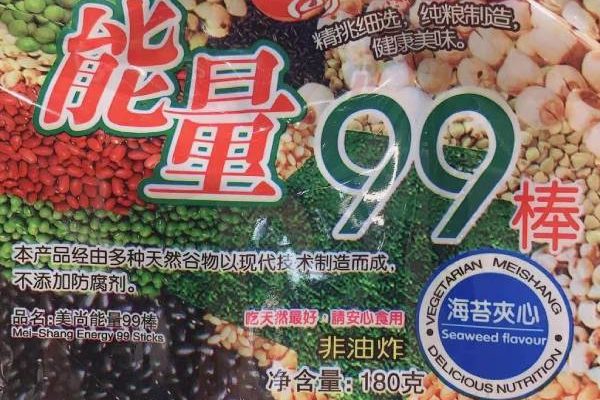 精挑细选，纯粮制造，
健康美味。
能量99棒
本产品经由多种天然谷物以现代技术制造而成，
不添加防腐剂。
品名：美尚能量99棒
Mei-Shang Energy 99 Sticks
吃天然最好，請安心食用
非油炸
净含量：180克
VEGETARIAN MEISHANG
海苔夾心
Seaweed flavour
DELICIOUS NUTRITION